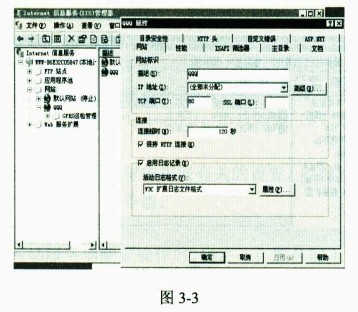 Internet 信息服务(IIS)管理器
文件(F) 操作(A) 查看(V) 窗口
Internet 信息服务
FTP 站点
应用程序池
网站
默认网站 (停止)
qqq
GPRS巡检管理
Web 服务扩展
描述
默认
qqq
qqq 属性
目录安全性 HTTP 头 自定义错误 ASP.NET
网站 性能 ISAPI 筛选器 主目录 文档
网站标识
描述(S): qqq
IP 地址(I): (全部未分配) 高级(D)...
TCP 端口(T): 80 SSL 端口(L):
连接
连接超时(N): 120 秒
保持 HTTP 连接(K)
启用日志记录(E)
活动日志格式(V):
W3C 扩展日志文件格式 属性(P)...
确定 取消 应用(A) 帮助
图 3-3